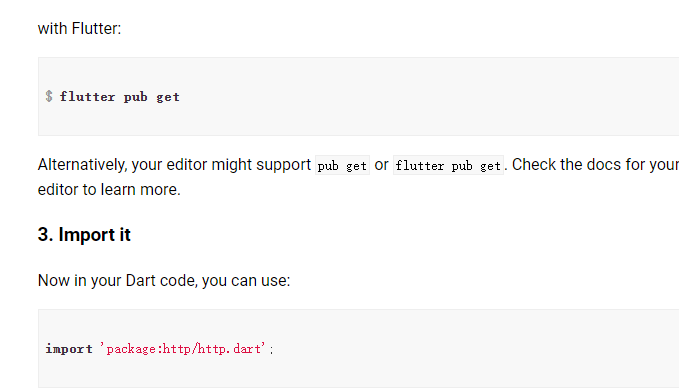 with Flutter:
$ flutter pub get
Alternatively, your editor might support pub get or flutter pub get. Check the docs for your
editor to learn more.
3. Import it
Now in your Dart code, you can use:
import 'package:http/http.dart';